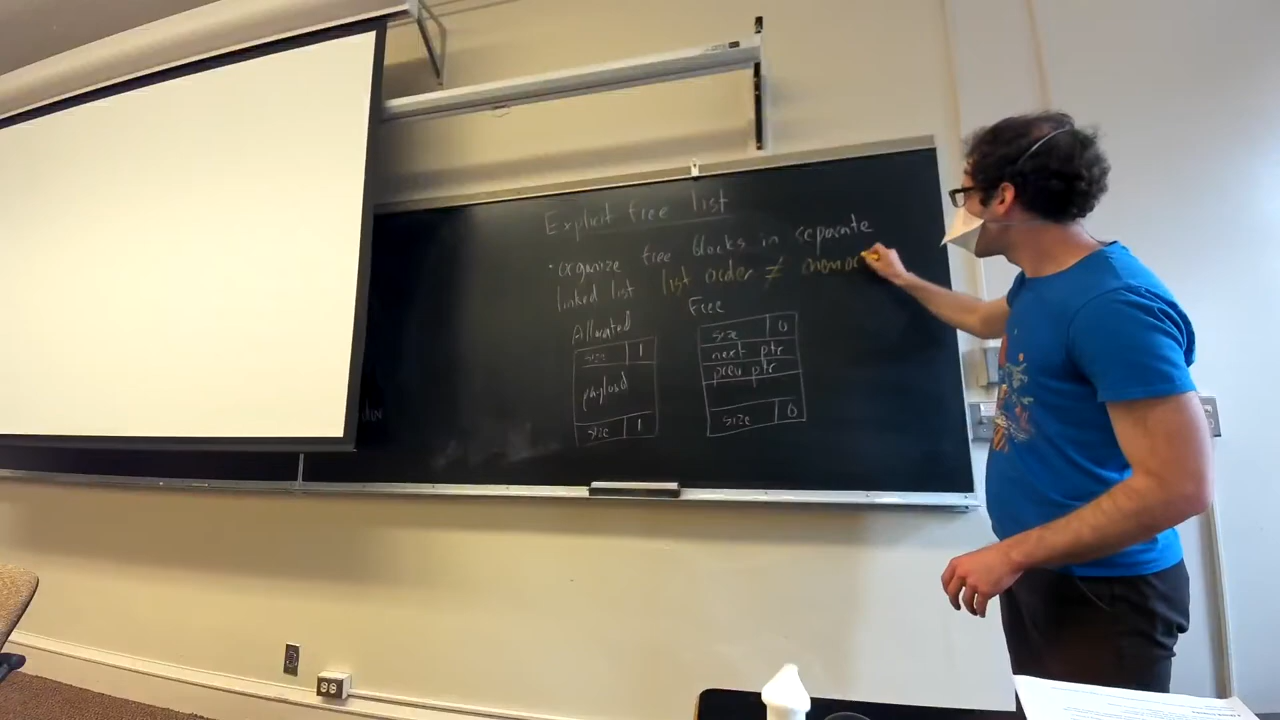 Explicit free list
· organize free blocks in separate
linked list list order ≠ memor
Allocated
size 1
payload
size 1
Free
size 0
next ptr
prev ptr
size 0